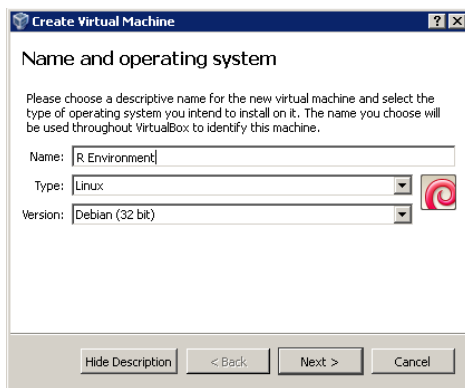 Create Virtual Machine
Name and operating system
Please choose a descriptive name for the new virtual machine and select the
type of operating system you intend to install on it. The name you choose will
be used throughout VirtualBox to identify this machine.
Name: R Environment
Type: Linux
Version: Debian (32 bit)
Hide Description < Back Next > Cancel